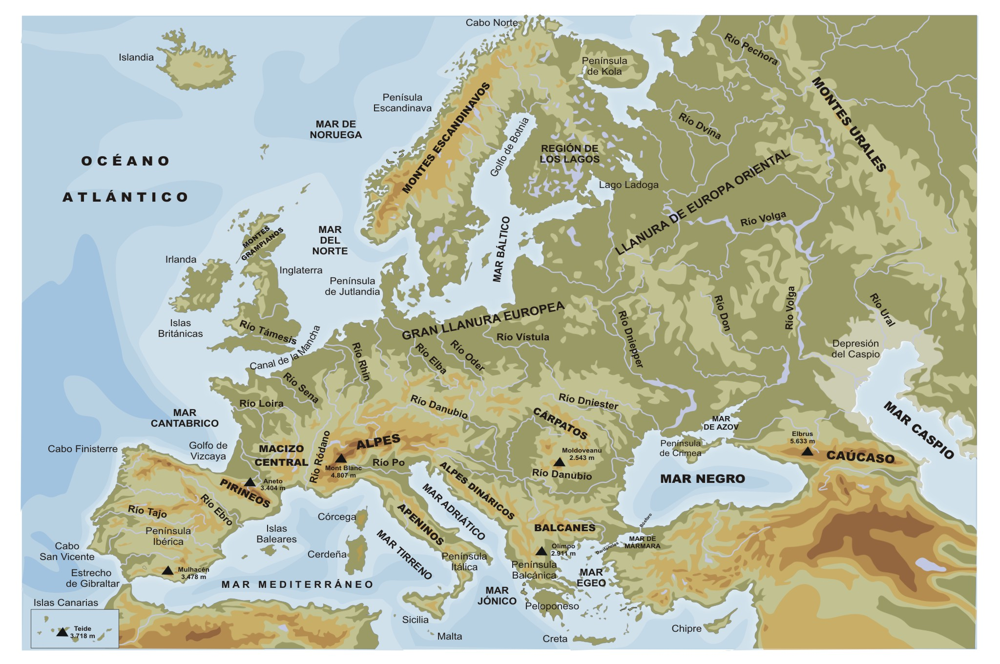 Cabo Norte
Islandia
Río Pechora
Península
de Kola
MONTES URALES
Penísula
Escandinava
MONTES ESCANDINAVOS
MAR DE
NORUEGA
Golfo de Botnia
Río Dvina
REGIÓN DE
LOS LAGOS
OCÉANO
ATLÁNTICO
Lago Ladoga
LLANURA DE EUROPA ORIENTAL
Río Volga
MONTES
GRAMPIANOS
MAR
DEL
NORTE
MAR BÁLTICO
Irlanda
Inglaterra
Península
de Jutlandia
Islas
Británicas
Río Támesis
Canal de la Mancha
GRAN LLANURA EUROPEA
Río Vístula
Río Rhin
Río Elba
Río Oder
Río Dniepper
Río Don
Río Volga
Río Ural
Depresión
del Caspio
Río Sena
Río Loira
Río Danubio
Río Dniester
CÁRPATOS
MAR
CANTABRICO
MAR
DE AZOV
MAR CASPIO
Cabo Finisterre
Golfo de
Vizcaya
MACIZO
CENTRAL
Río Ródano
ALPES
Mont Blanc
4.807 m
Río Po
Moldoveanu
2.543 m
Río Danubio
Península
de Crimea
Elbrus
5.633 m
CAÚCASO
MAR NEGRO
Aneto
3.404 m
PIRINEOS
ALPES DINÁRICOS
MAR ADRIÁTICO
APENINOS
Río Tajo
Río Ebro
Península
Ibérica
Córcega
Islas
Baleares
Cerdeña
MAR TIRRENO
BALCANES
Bósforo
MAR DE
MÁRMARA
Dardanelos
Olimpo
2.911 m
Cabo
San Vicente
Península
Itálica
Península
Balcánica
Estrecho
de Gibraltar
Mulhacén
3.478 m
MAR MEDITERRÁNEO
MAR
EGEO
MAR
JÓNICO
Peloponeso
Islas Canarias
Teide
3.718 m
Sicilia
Malta
Creta
Chipre